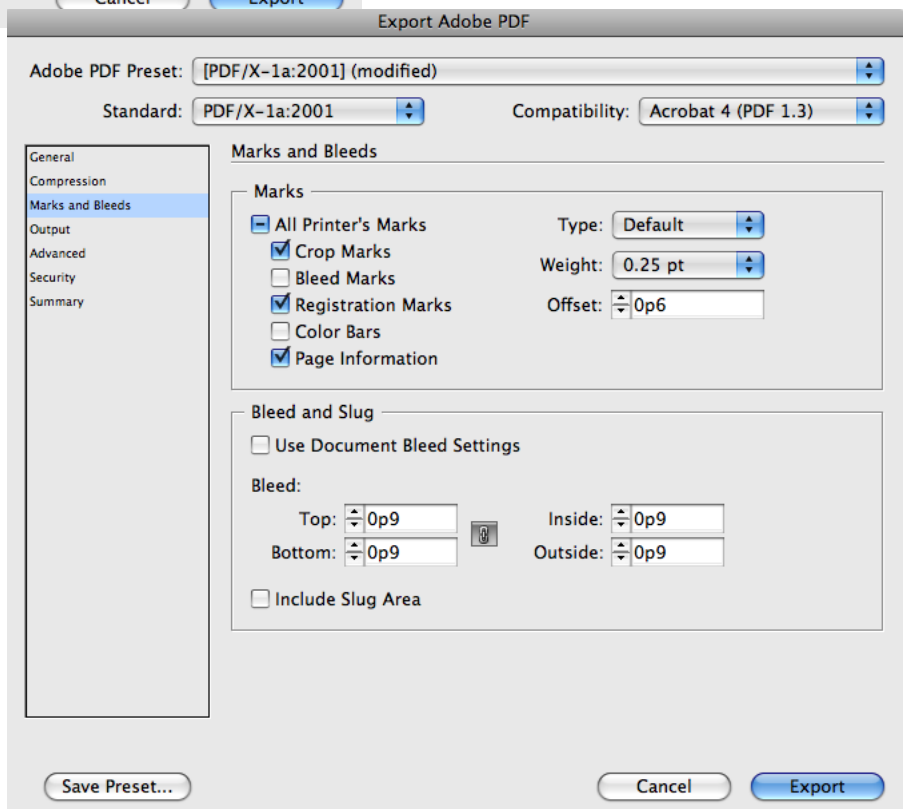 Cancel Export
Export Adobe PDF
Adobe PDF Preset: [PDF/X-1a:2001] (modified)
Standard: PDF/X-1a:2001 Compatibility: Acrobat 4 (PDF 1.3)
General
Compression
Marks and Bleeds
Output
Advanced
Security
Summary
Marks and Bleeds
Marks
All Printer's Marks
Crop Marks
Bleed Marks
Registration Marks
Color Bars
Page Information
Type: Default
Weight: 0.25 pt
Offset: 0p6
Bleed and Slug
Use Document Bleed Settings
Bleed:
Top: 0p9 Inside: 0p9
Bottom: 0p9 Outside: 0p9
Include Slug Area
Save Preset... Cancel Export